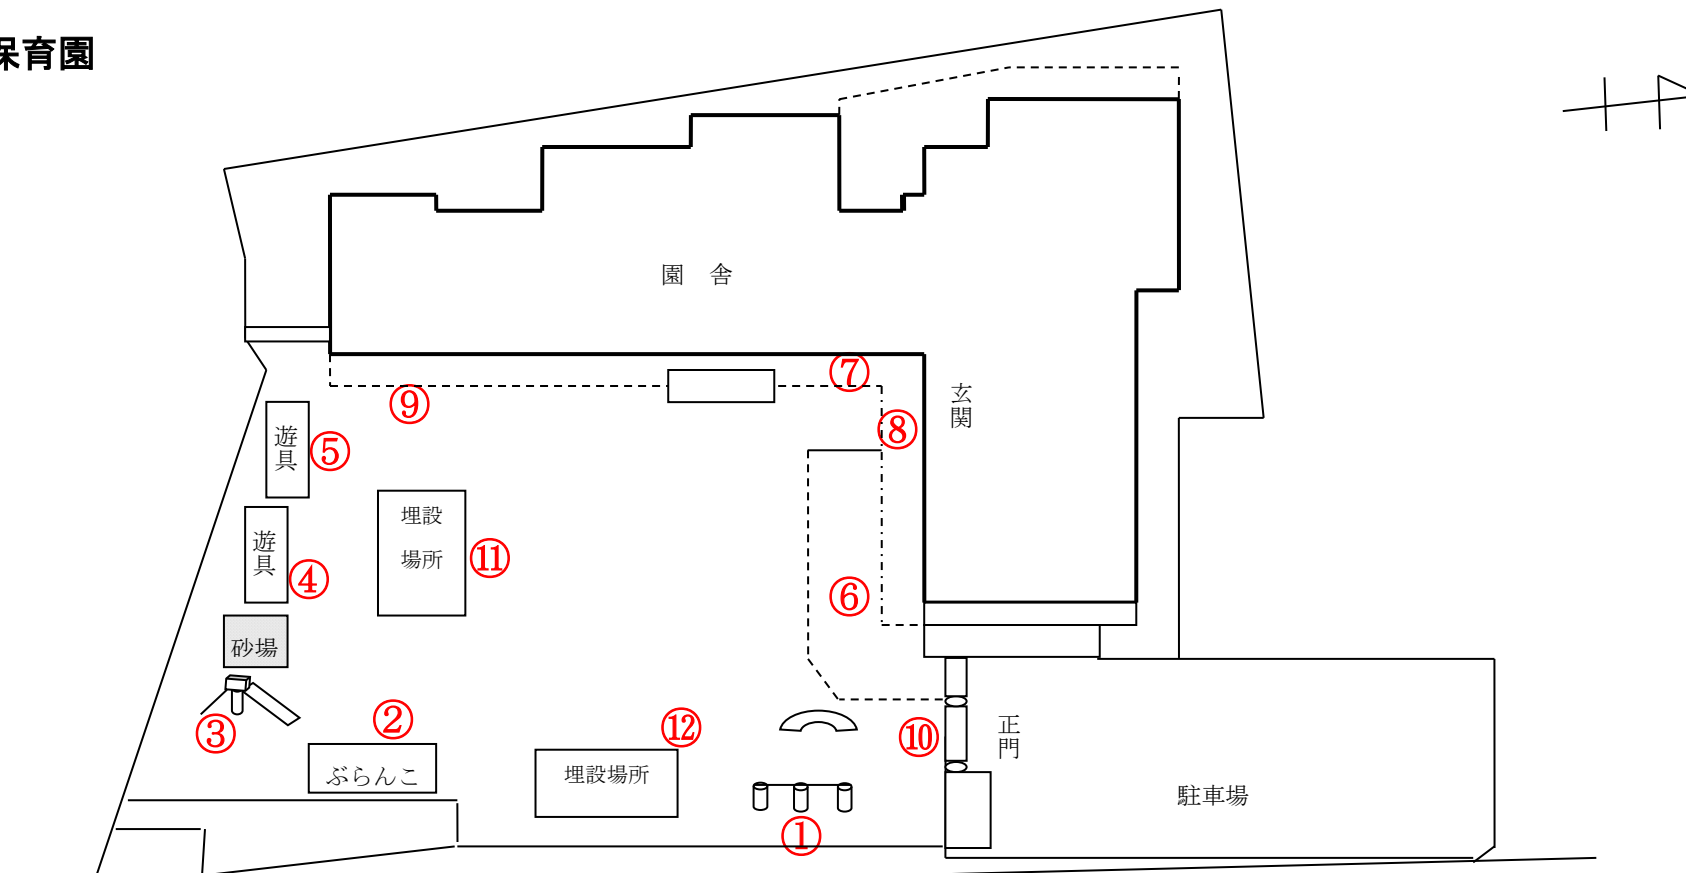 保育園
園 舎
⑦
玄関
⑨
⑧
遊具
⑤
埋設
場所
⑪
遊具
④
⑥
砂場
③
②
ぶらんこ
⑫
埋設場所
⑩
正門
駐車場
①